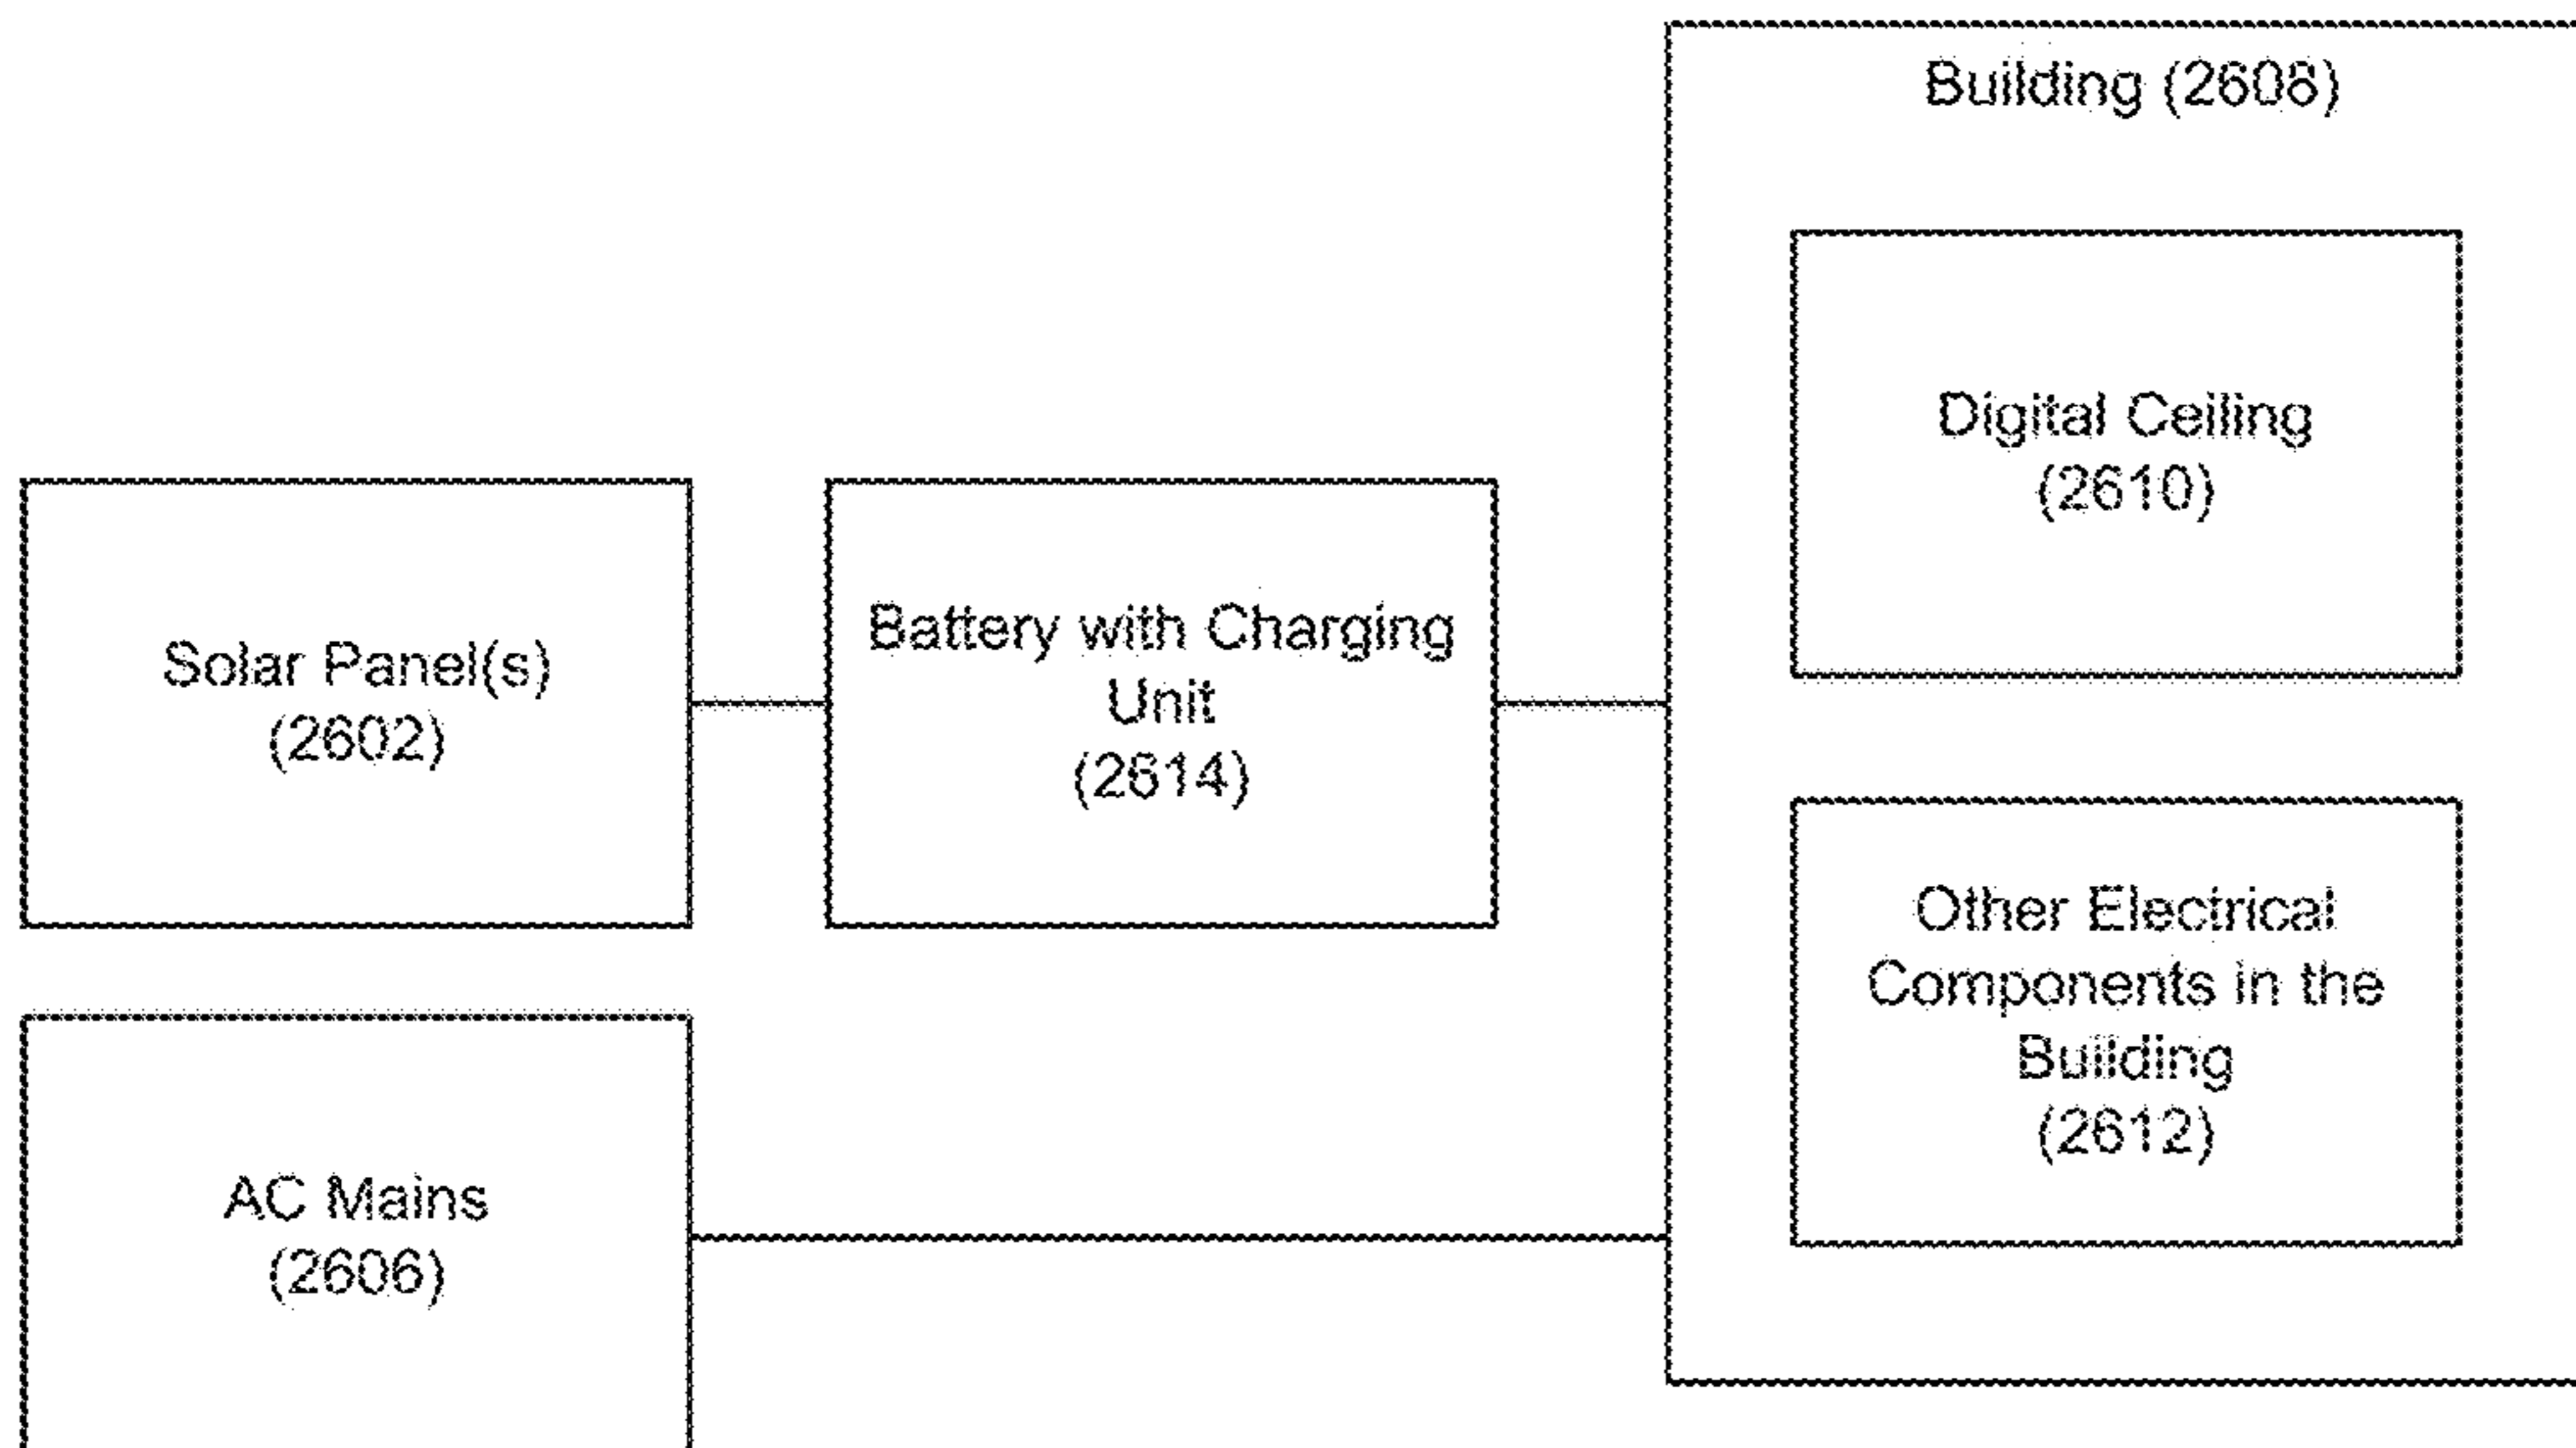 Building (2608)
Digital Ceiling
(2610)
Solar Panel(s)
(2602)
Battery with Charging
Unit
(2614)
Other Electrical
Components in the
Building
(2612)
AC Mains
(2606)